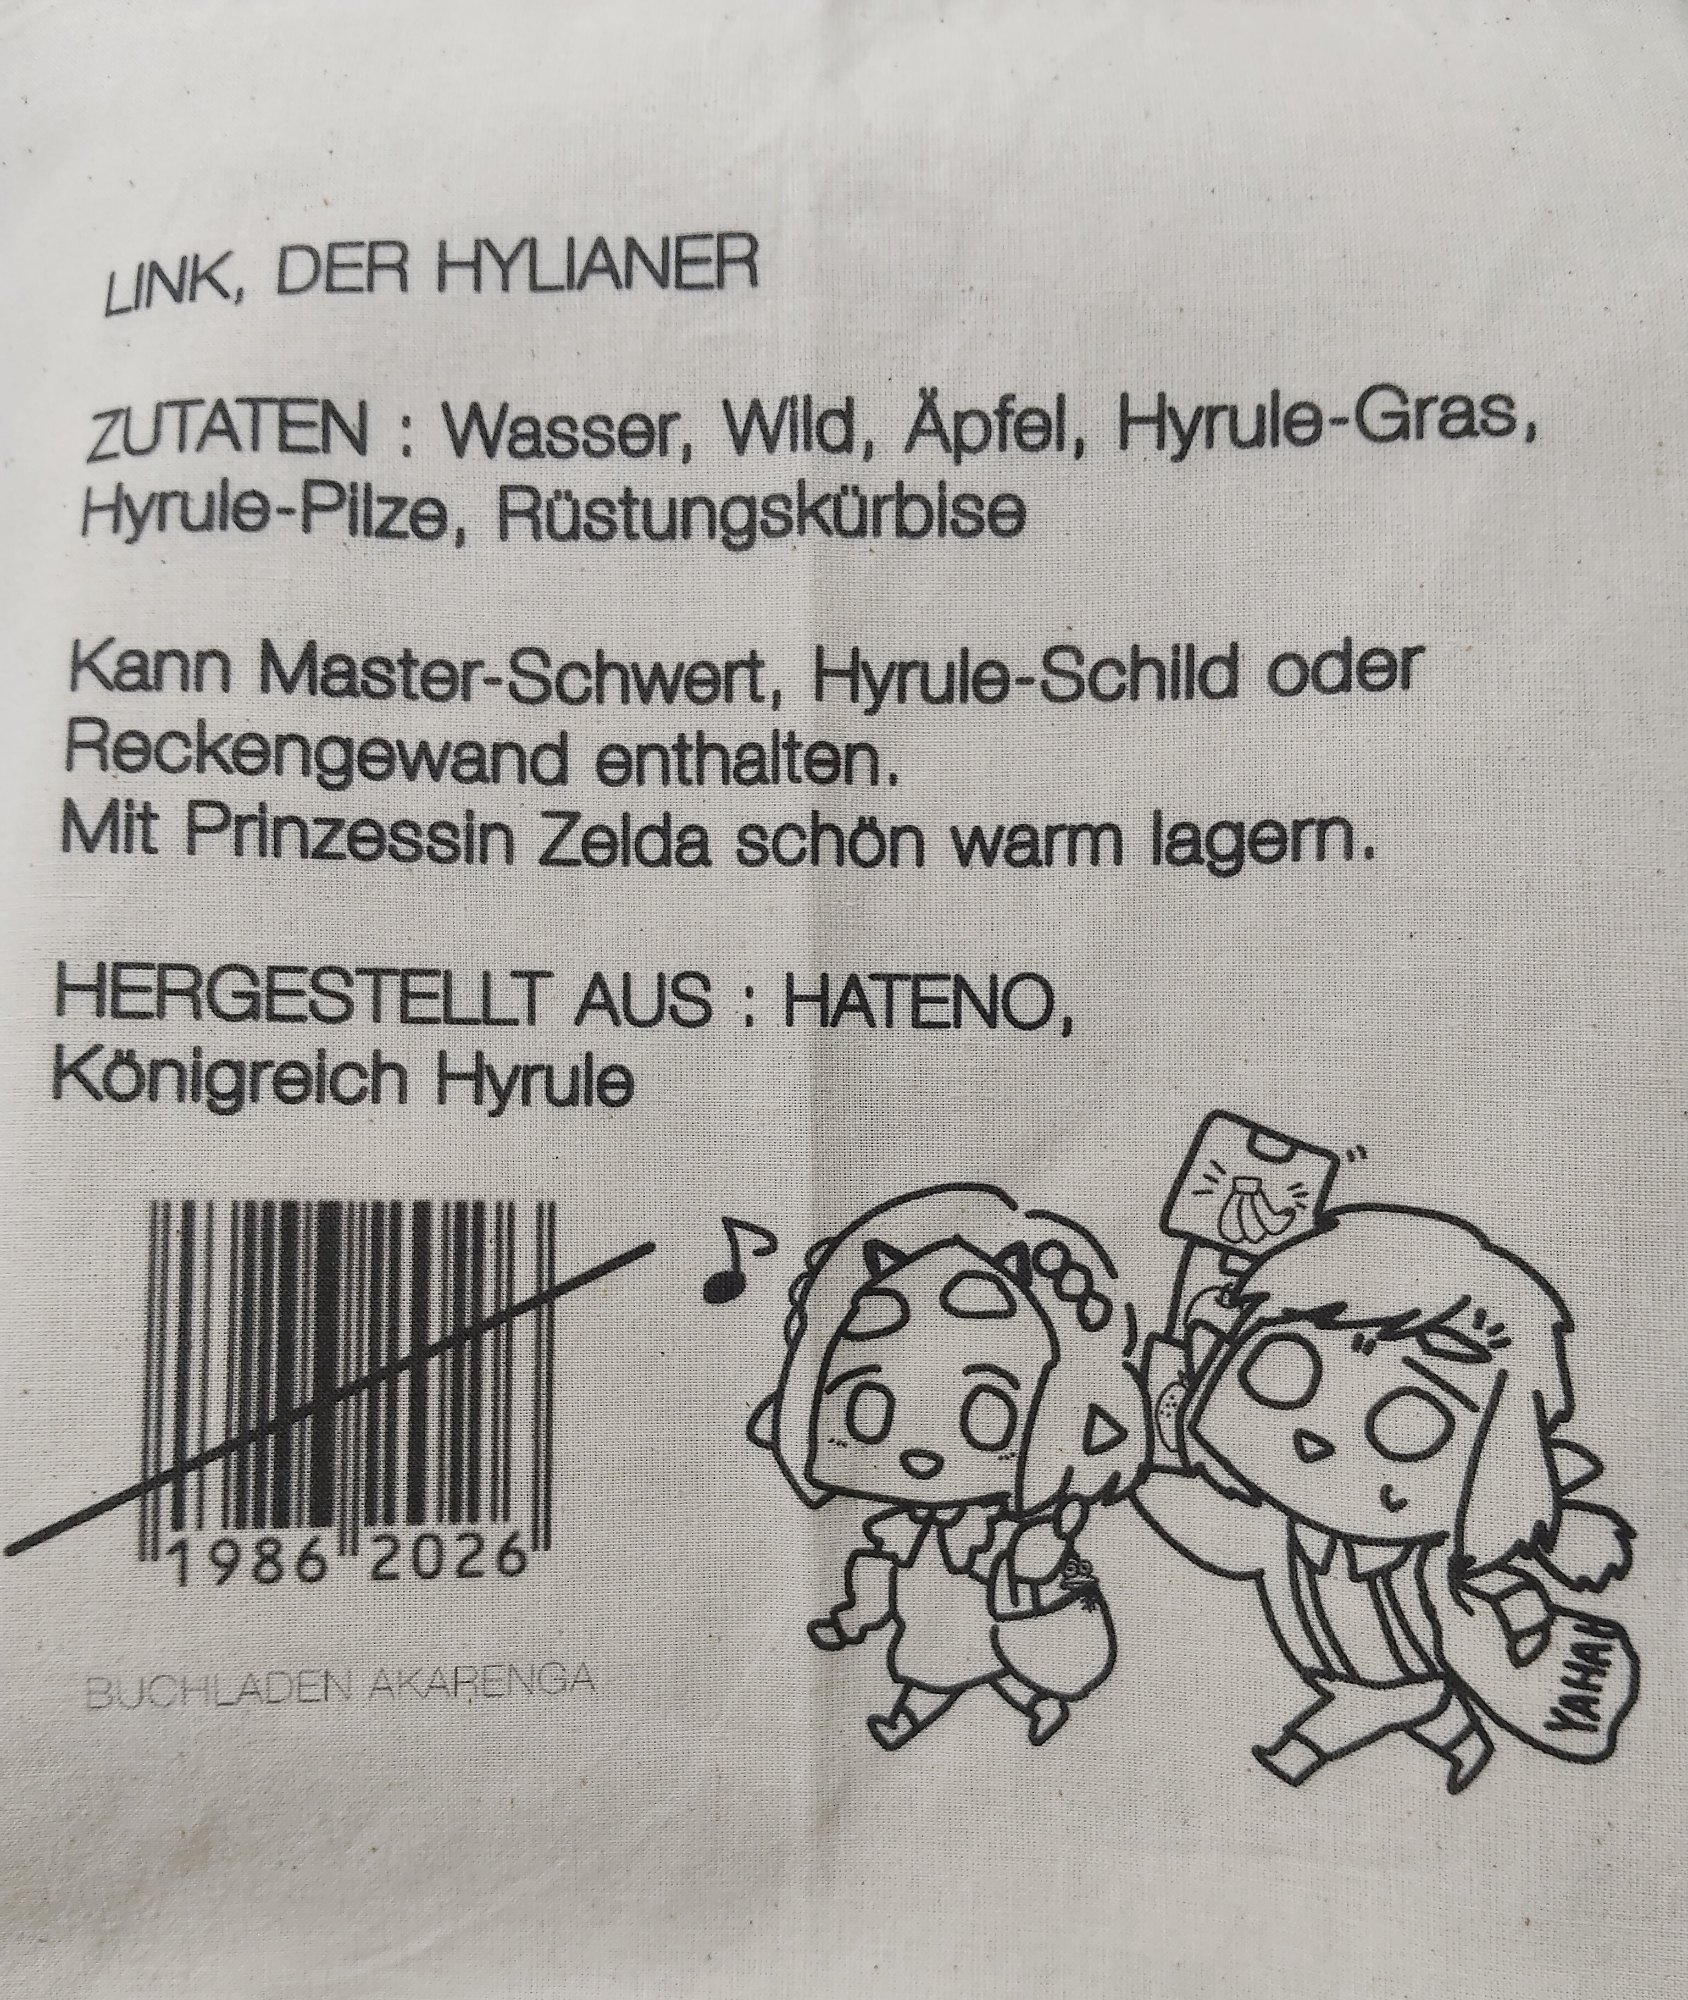 LINK, DER HYLIANER
ZUTATEN : Wasser, Wild, Äpfel, Hyrule-Gras,
Hyrule-Pilze, Rüstungskürbise
Kann Master-Schwert, Hyrule-Schild oder
Reckengewand enthalten.
Mit Prinzessin Zelda schön warm lagern.
HERGESTELLT AUS : HATENO,
Königreich Hyrule
1986 2026
BUCHLADEN AKARENGA
YAHAH